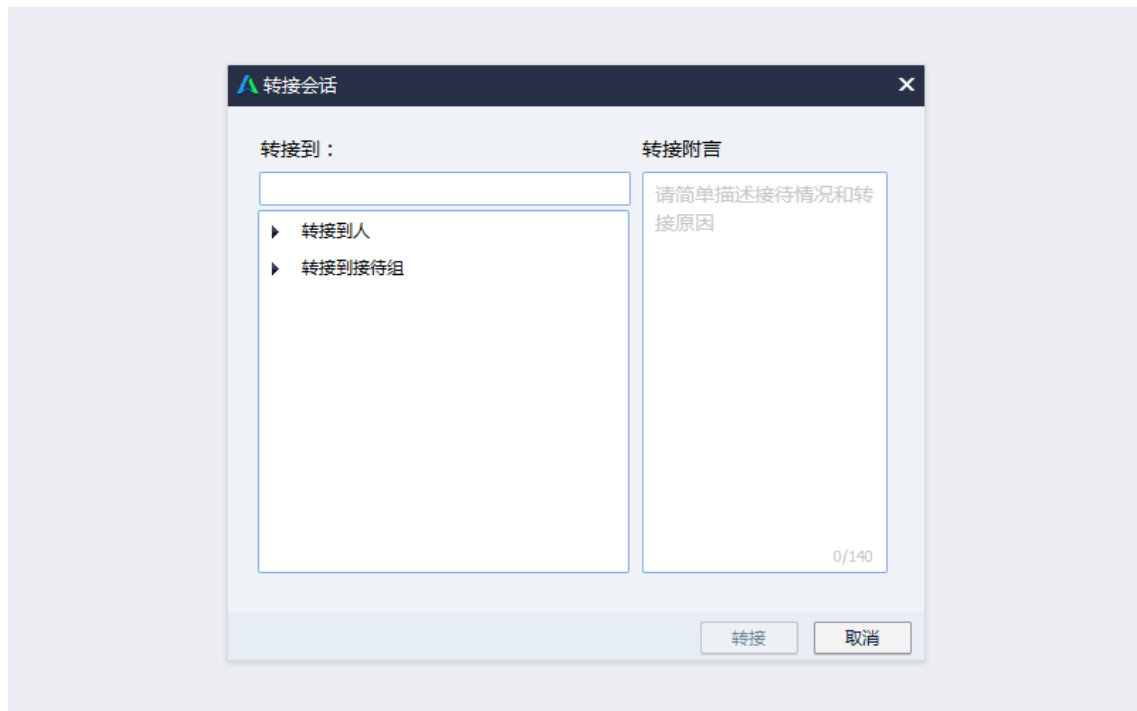 转接会话
转接到：
转接附言
请简单描述接待情况和转
接原因
转接到人
转接到接待组
0/140
转接
取消